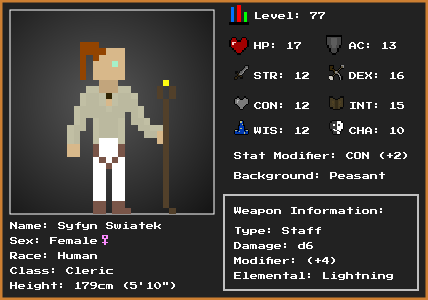 Level: 77
HP: 17 AC: 13
STR: 12 DEX: 16
CON: 12 INT: 15
WIS: 12 CHA: 10
Stat Modifier: CON (+2)
Background: Peasant
Name: Syfyn Swiatek
Sex: Female♀
Race: Human
Class: Cleric
Height: 179cm (5'10")
Weapon Information:
Type: Staff
Damage: d6
Modifier: (+4)
Elemental: Lightning